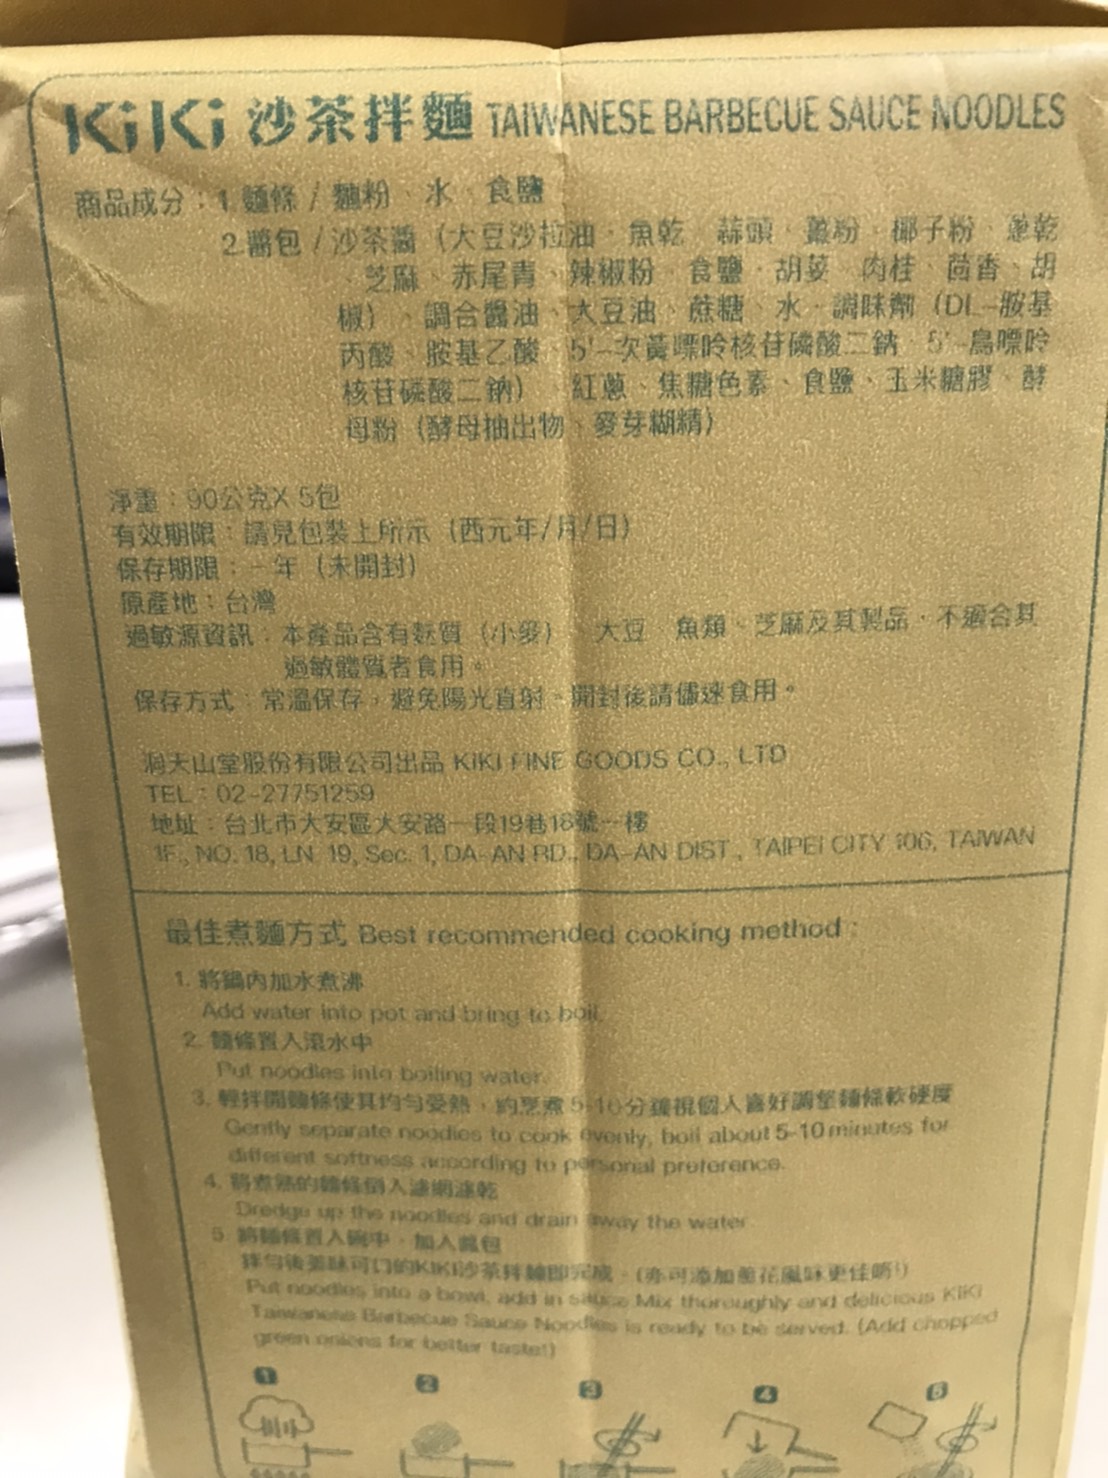 KiKi 沙茶拌麵 TAIWANESE BARBECUE SAUCE NOODLES
商品成分：1.麵條 / 麵粉、水、食鹽
2.醬包 / 沙茶醬（大豆沙拉油、魚乾、蒜頭、薑粉、椰子粉、蔥乾
芝麻、赤尾青、辣椒粉、食鹽、胡荽、肉桂、茴香、胡
椒）、調合醬油、大豆油、蔗糖、水、調味劑（DL-胺基
丙酸、胺基乙酸、5'-次黃嘌呤核苷磷酸二鈉、5'-鳥嘌呤
核苷磷酸二鈉）、紅蔥、焦糖色素、食鹽、玉米糖膠、酵
母粉（酵母抽出物、麥芽糊精）
淨重：90公克X 5包
有效期限：請見包裝上所示（西元年/月/日）
保存期限：一年（未開封）
原產地：台灣
過敏源資訊：本產品含有麩質（小麥）、大豆、魚類、芝麻及其製品，不適合其
過敏體質者食用。
保存方式：常溫保存，避免陽光直射。開封後請儘速食用。
洞天山堂股份有限公司出品 KIKI FINE GOODS CO., LTD
TEL：02-27751259
地址：台北市大安區大安路一段19巷18號一樓
1F., NO. 18, LN. 19, Sec. 1, DA-AN RD., DA-AN DIST., TAIPEI CITY 106, TAIWAN
最佳煮麵方式 Best recommended cooking method：
1. 將鍋內加水煮沸
Add water into pot and bring to boil.
2. 麵條置入滾水中
Put noodles into boiling water.
3. 輕拌開麵條使其均勻受熱，約烹煮5-10分鐘視個人喜好調整麵條軟硬度
Gently separate noodles to cook evenly, boil about 5-10 minutes for
different softness according to personal preference.
4. 將煮熟的麵條倒入濾網濾乾
Dredge up the noodles and drain away the water
5. 將麵條置入碗中，加入醬包
拌勻後美味可口的KIKI沙茶拌麵即完成。(亦可添加蔥花風味更佳喲!)
Put noodles into a bowl, add in sauce. Mix thoroughly and delicious KiKi
Taiwanese Barbecue Sauce Noodles is ready to be served. (Add chopped
green onions for better taste!)
1 2 3 4 5